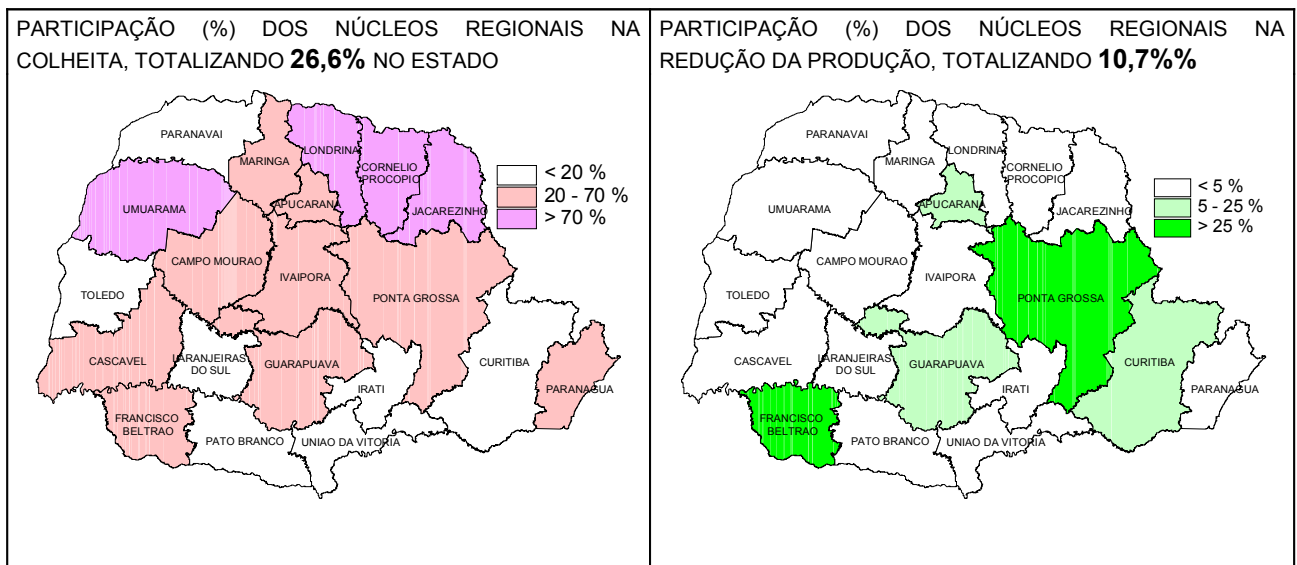 PARTICIPAÇÃO (%) DOS NÚCLEOS REGIONAIS NA
COLHEITA, TOTALIZANDO 26,6% NO ESTADO
PARANAVAI
MARINGA
LONDRINA
CORNELIO
PROCOPIO
JACAREZINHO
APUCARANA
UMUARAMA
CAMPO MOURAO
IVAIPORA
TOLEDO
PONTA GROSSA
CASCAVEL
LARANJEIRAS
DO SUL
GUARAPUAVA
CURITIBA
IRATI
PARANAGUA
FRANCISCO
BELTRAO
PATO BRANCO
UNIAO DA VITORIA
< 20 %
20 - 70 %
> 70 %
PARTICIPAÇÃO (%) DOS NÚCLEOS REGIONAIS NA
REDUÇÃO DA PRODUÇÃO, TOTALIZANDO 10,7%%
PARANAVAI
MARINGA
LONDRINA
CORNELIO
PROCOPIO
JACAREZINHO
APUCARANA
UMUARAMA
CAMPO MOURAO
IVAIPORA
TOLEDO
PONTA GROSSA
CASCAVEL
LARANJEIRAS
DO SUL
GUARAPUAVA
CURITIBA
IRATI
PARANAGUA
FRANCISCO
BELTRAO
PATO BRANCO
UNIAO DA VITORIA
< 5 %
5 - 25 %
> 25 %